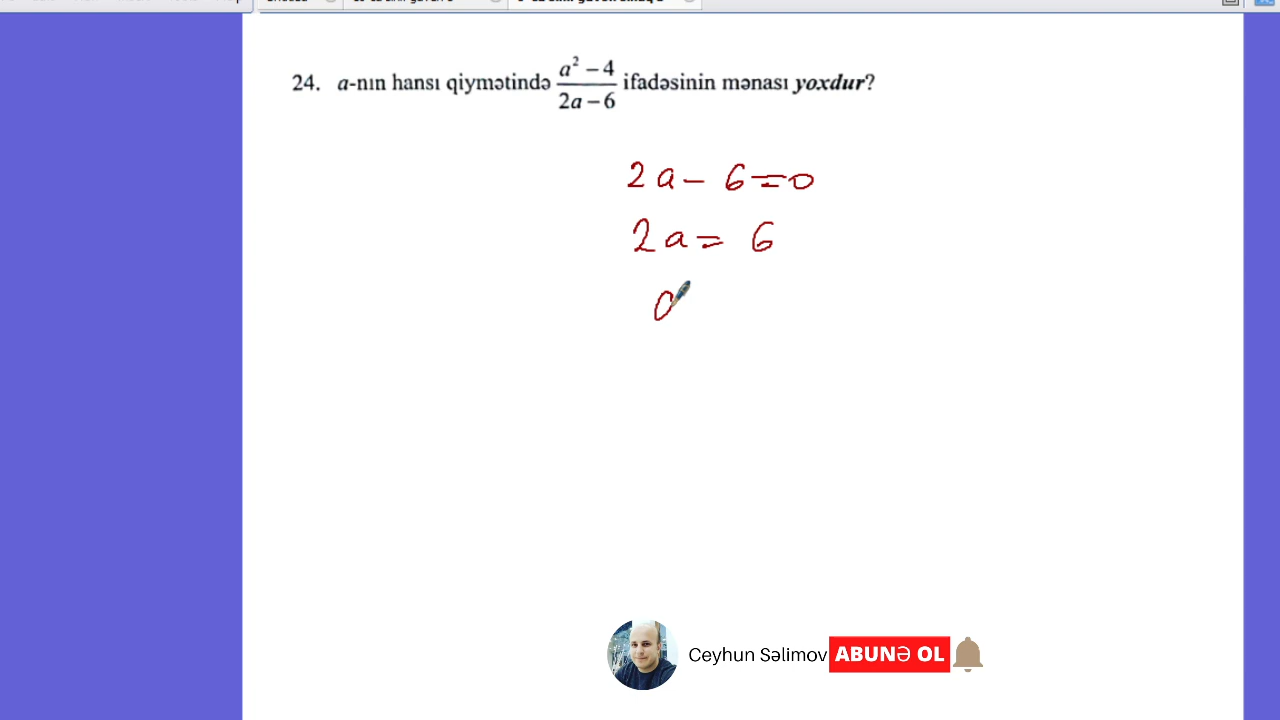 24. a-nın hansı qiymətində (a² – 4)/(2a – 6) ifadəsinin mənası yoxdur?
2a – 6 = 0
2a = 6
Ceyhun Səlimov ABUNƏ OL